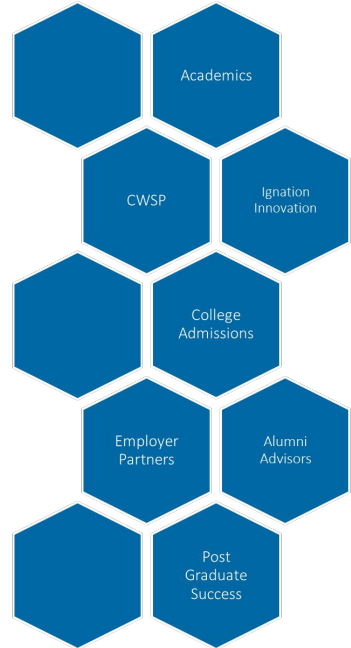 Academics
CWSP
Ignation
Innovation
College
Admissions
Employer
Partners
Alumni
Advisors
Post
Graduate
Success